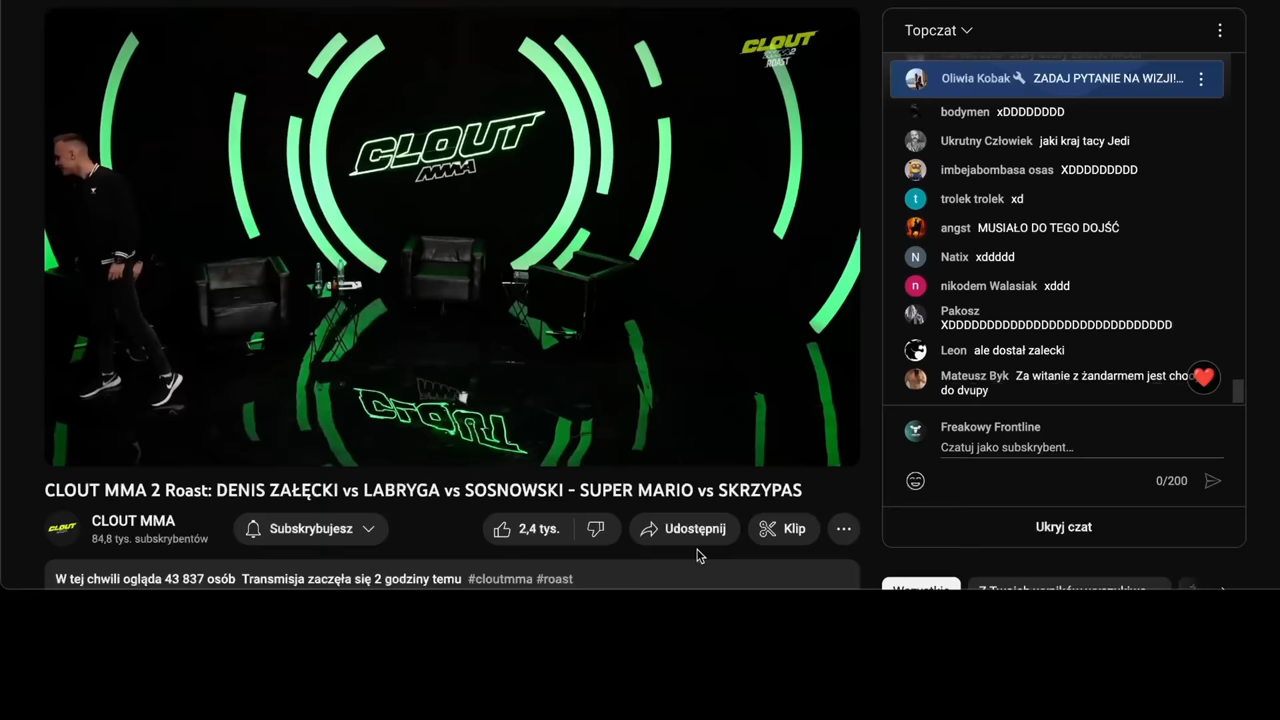 CLOUT
MMA 2
ROAST
CLOUT
MMA
CLOUT MMA 2 Roast: DENIS ZAŁĘCKI vs LABRYGA vs SOSNOWSKI - SUPER MARIO vs SKRZYPAS
CLOUT
CLOUT MMA
84,8 tys. subskrybentów
Subskrybujesz
2,4 tys.
Udostępnij
Klip
W tej chwili ogląda 43 837 osób Transmisja zaczęła się 2 godziny temu #cloutmma #roast
Topczat
Oliwia Kobak ZADAJ PYTANIE NA WIZJI!...
bodymen xDDDDDDDD
Ukrutny Człowiek jaki kraj tacy Jedi
imbejabombasa osas XDDDDDDDDD
t trolek trolek xd
angst MUSIAŁO DO TEGO DOJŚĆ
N Natix xddddd
n nikodem Walasiak xddd
Pakosz
XDDDDDDDDDDDDDDDDDDDDDDDDDDDDD
Leon ale dostał zalecki
Mateusz Byk Za witanie z żandarmem jest cho
do dvupy
Freakowy Frontline
Czatuj jako subskrybent...
0/200
Ukryj czat